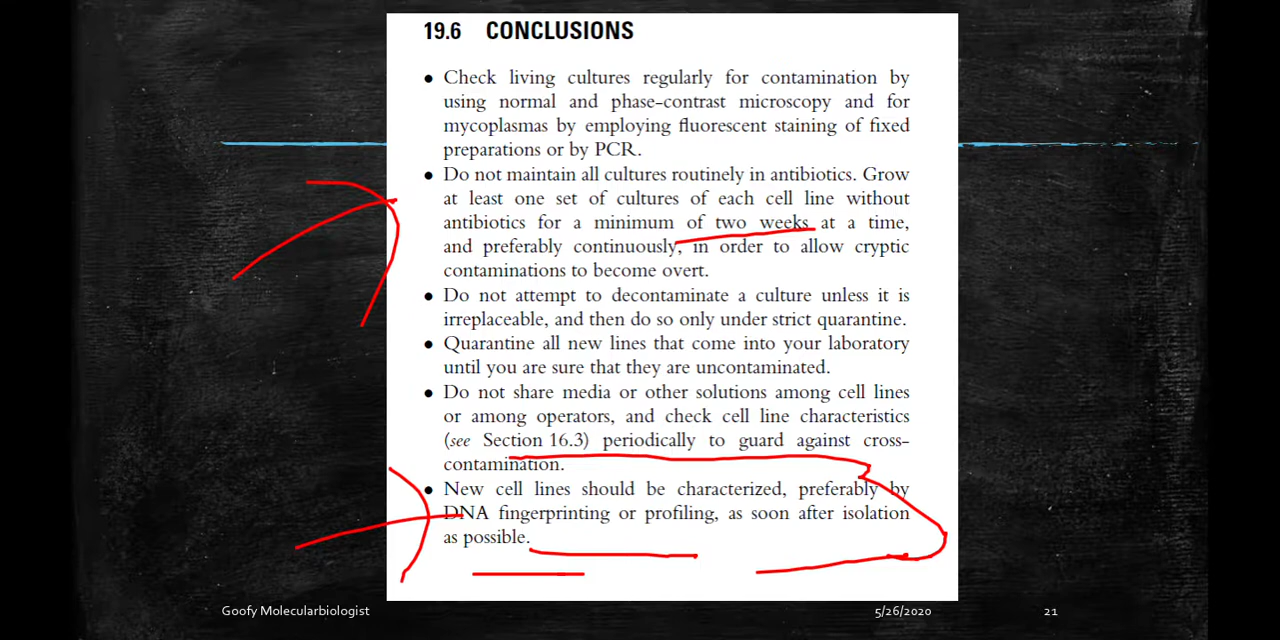 19.6 CONCLUSIONS
• Check living cultures regularly for contamination by
using normal and phase-contrast microscopy and for
mycoplasmas by employing fluorescent staining of fixed
preparations or by PCR.
• Do not maintain all cultures routinely in antibiotics. Grow
at least one set of cultures of each cell line without
antibiotics for a minimum of two weeks at a time,
and preferably continuously, in order to allow cryptic
contaminations to become overt.
• Do not attempt to decontaminate a culture unless it is
irreplaceable, and then do so only under strict quarantine.
• Quarantine all new lines that come into your laboratory
until you are sure that they are uncontaminated.
• Do not share media or other solutions among cell lines
or among operators, and check cell line characteristics
(see Section 16.3) periodically to guard against cross-
contamination.
• New cell lines should be characterized, preferably by
DNA fingerprinting or profiling, as soon after isolation
as possible.
Goofy Molecularbiologist 5/26/2020 21